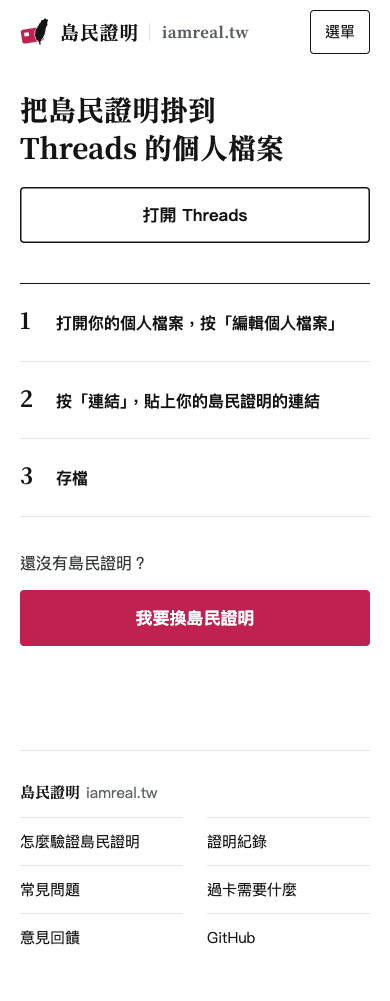 島民證明 iamreal.tw
選單
把島民證明掛到
Threads 的個人檔案
打開 Threads
1 打開你的個人檔案，按「編輯個人檔案」
2 按「連結」，貼上你的島民證明的連結
3 存檔
還沒有島民證明？
我要換島民證明
島民證明 iamreal.tw
怎麼驗證島民證明 證明紀錄
常見問題 過卡需要什麼
意見回饋 GitHub